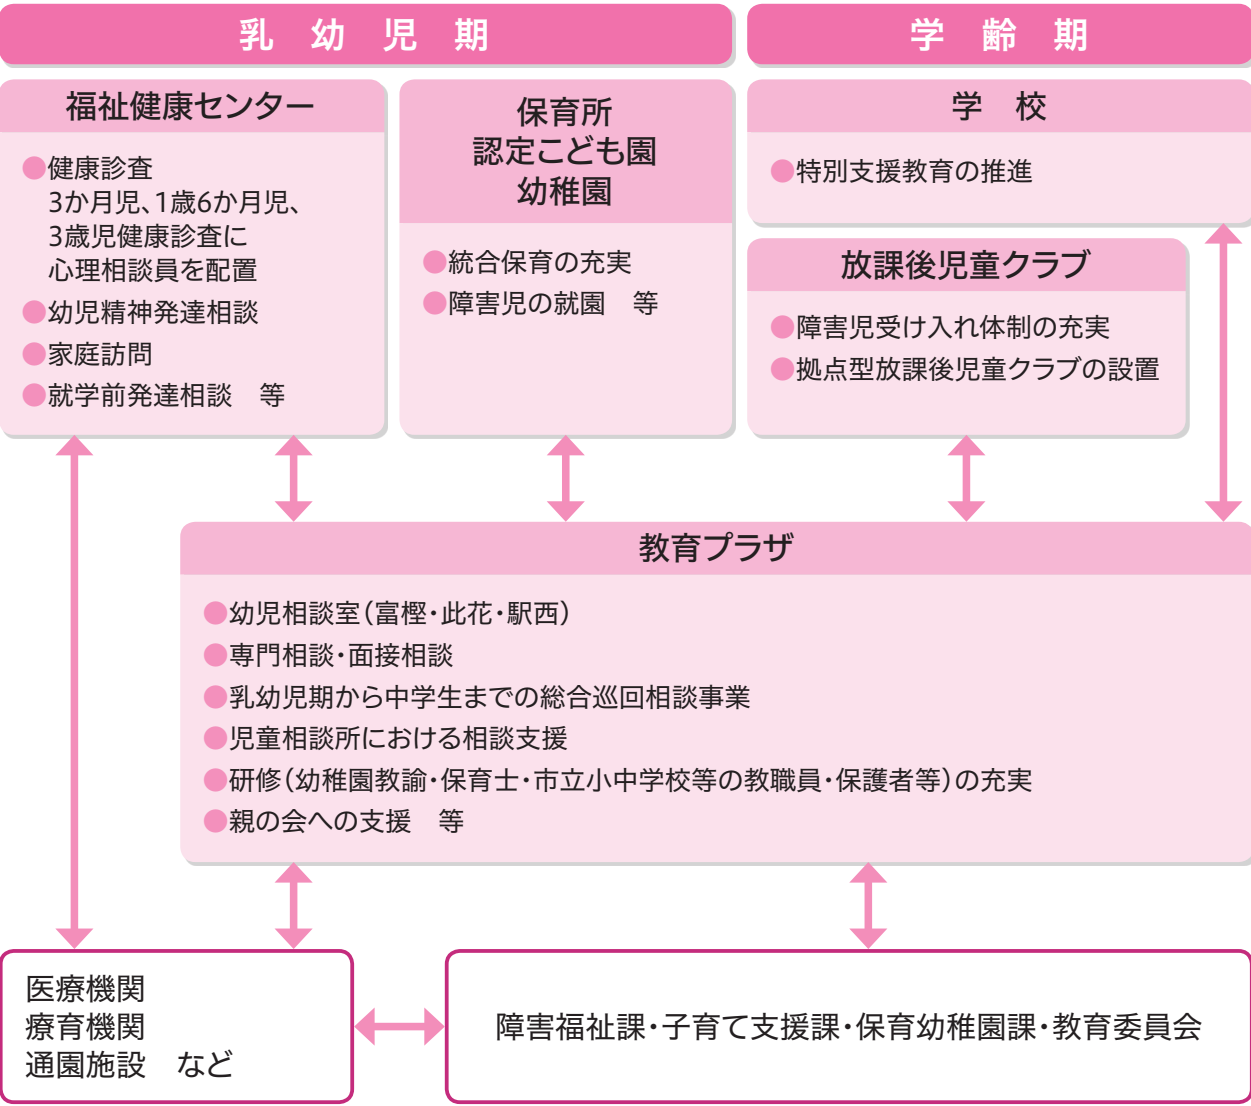 乳 幼 児 期
学 齢 期
福祉健康センター
●健康診査
3か月児、1歳6か月児、
3歳児健康診査に
心理相談員を配置
●幼児精神発達相談
●家庭訪問
●就学前発達相談　等
保育所
認定こども園
幼稚園
●統合保育の充実
●障害児の就園　等
学　校
●特別支援教育の推進
放課後児童クラブ
●障害児受け入れ体制の充実
●拠点型放課後児童クラブの設置
教育プラザ
●幼児相談室(富樫・此花・駅西)
●専門相談・面接相談
●乳幼児期から中学生までの総合巡回相談事業
●児童相談所における相談支援
●研修(幼稚園教諭・保育士・市立小中学校等の教職員・保護者等)の充実
●親の会への支援　等
医療機関
療育機関
通園施設　など
障害福祉課・子育て支援課・保育幼稚園課・教育委員会